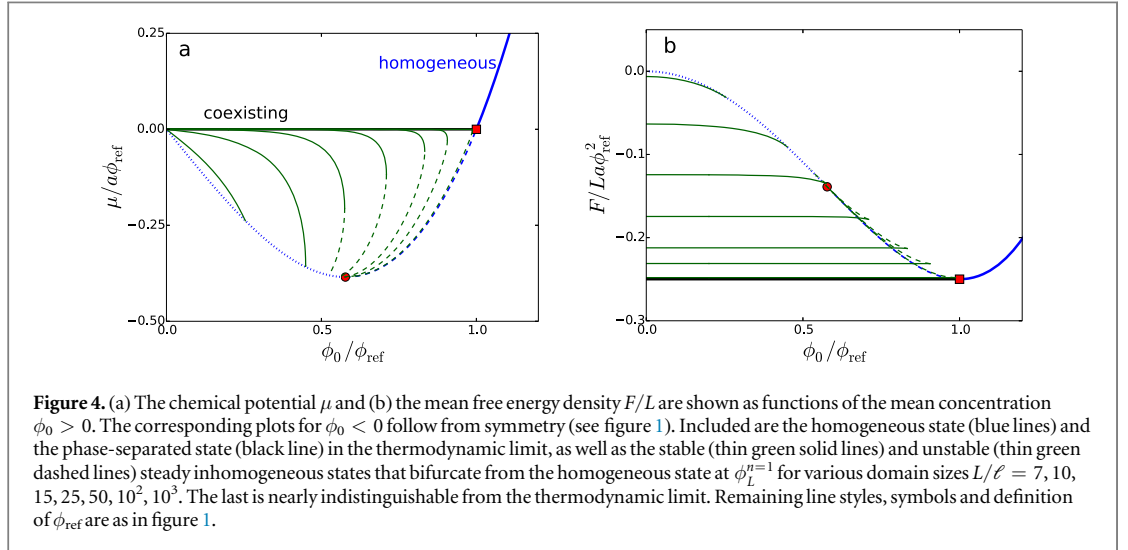 a
b
homogeneous
coexisting
0.25
0.00
−0.25
−0.50
μ/aϕref
0.0
0.5
1.0
ϕ0/ϕref
0.0
−0.1
−0.2
−0.3
F/Laϕ²ref
0.0
0.5
1.0
ϕ0/ϕref
Figure 4. (a) The chemical potential μ and (b) the mean free energy density F/L are shown as functions of the mean concentration
ϕ0 > 0. The corresponding plots for ϕ0 < 0 follow from symmetry (see figure 1). Included are the homogeneous state (blue lines) and
the phase-separated state (black line) in the thermodynamic limit, as well as the stable (thin green solid lines) and unstable (thin green
dashed lines) steady inhomogeneous states that bifurcate from the homogeneous state at ϕLⁿ⁼¹ for various domain sizes L/ℓ = 7, 10,
15, 25, 50, 10², 10³. The last is nearly indistinguishable from the thermodynamic limit. Remaining line styles, symbols and definition
of ϕref are as in figure 1.